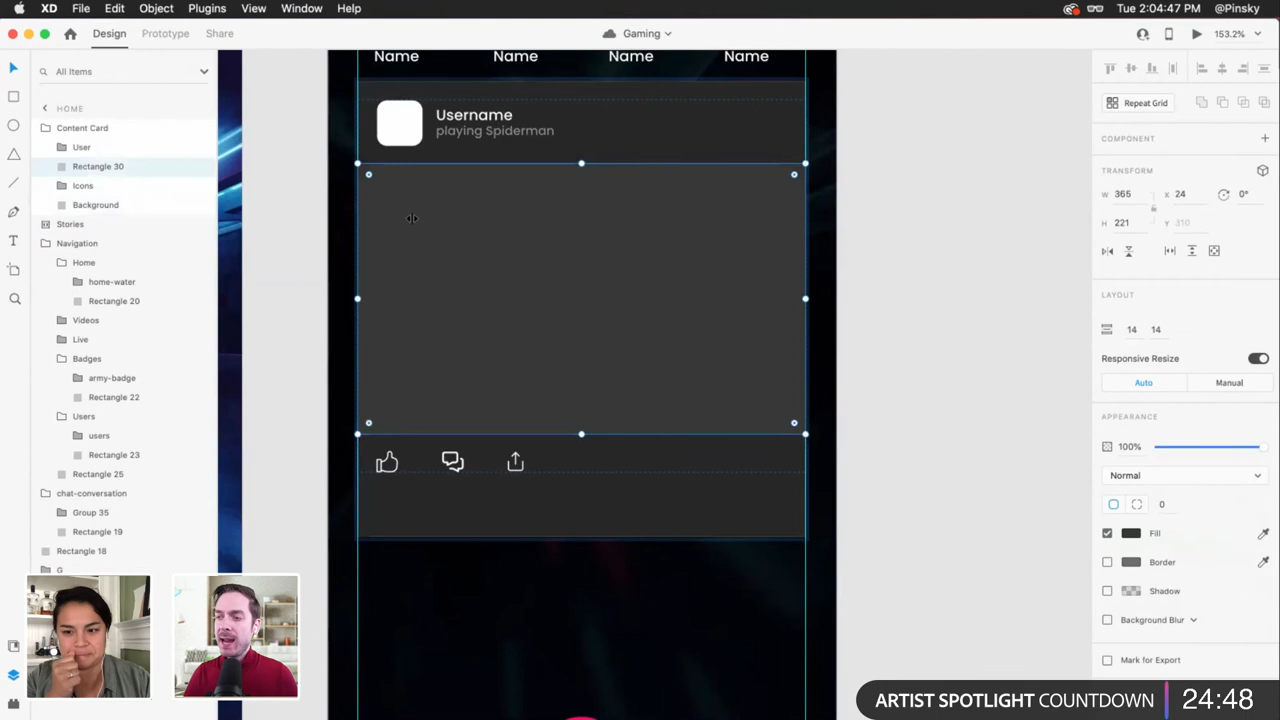 XD File Edit Object Plugins View Window Help
Tue 2:04:47 PM @Pinsky
Design Prototype Share
Gaming
153.2%
All Items
HOME
Content Card
User
Rectangle 30
Icons
Background
Stories
Navigation
Home
home-water
Rectangle 20
Videos
Live
Badges
army-badge
Rectangle 22
Users
users
Rectangle 23
Rectangle 25
chat-conversation
Group 35
Rectangle 19
Rectangle 18
G
Name Name Name Name
Username
playing Spiderman
Repeat Grid
COMPONENT
TRANSFORM
W 365 X 24 0°
H 221 Y 310
LAYOUT
14 14
Responsive Resize
Auto Manual
APPEARANCE
100%
Normal
0
Fill
Border
Shadow
Background Blur
Mark for Export
ARTIST SPOTLIGHT COUNTDOWN 24:48